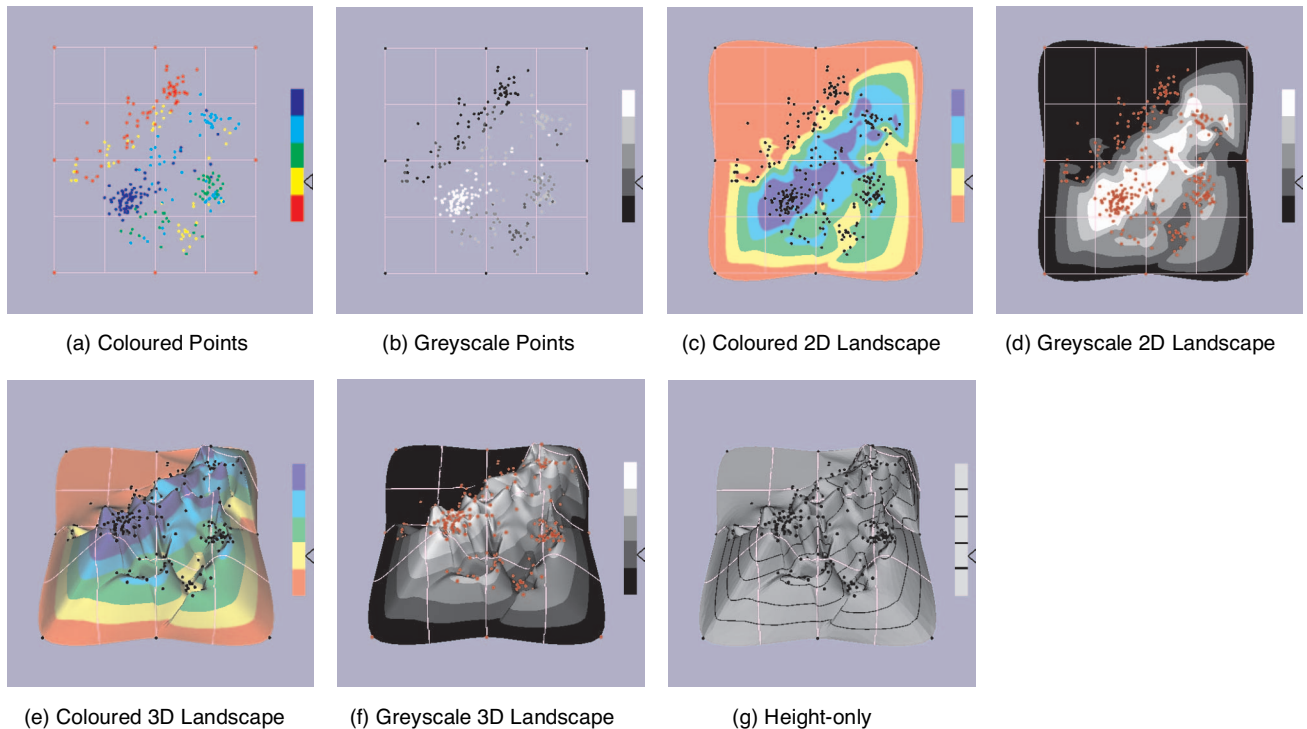 (a) Coloured Points
(b) Greyscale Points
(c) Coloured 2D Landscape
(d) Greyscale 2D Landscape
(e) Coloured 3D Landscape
(f) Greyscale 3D Landscape
(g) Height-only